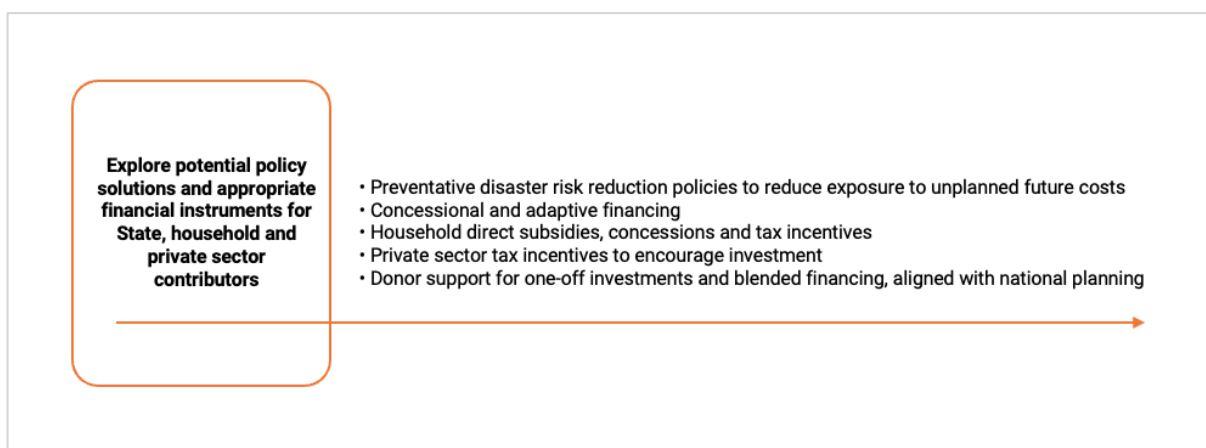 Explore potential policy
solutions and appropriate
financial instruments for
State, household and
private sector
contributors
• Preventative disaster risk reduction policies to reduce exposure to unplanned future costs
• Concessional and adaptive financing
• Household direct subsidies, concessions and tax incentives
• Private sector tax incentives to encourage investment
• Donor support for one-off investments and blended financing, aligned with national planning